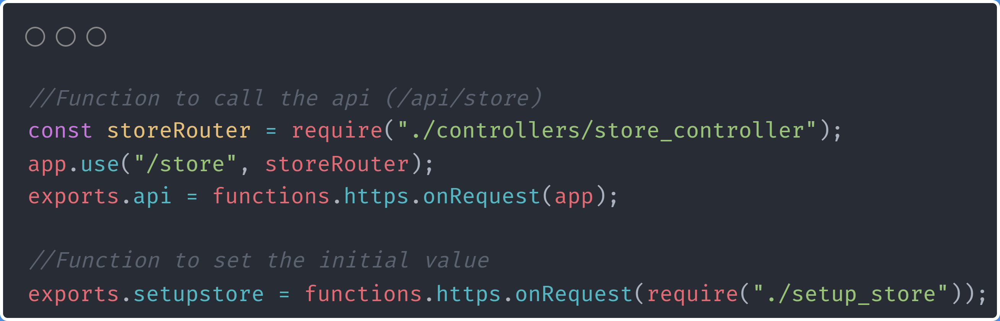 //Function to call the api (/api/store)
const storeRouter = require("./controllers/store_controller");
app.use("/store", storeRouter);
exports.api = functions.https.onRequest(app);
//Function to set the initial value
exports.setupstore = functions.https.onRequest(require("./setup_store"));